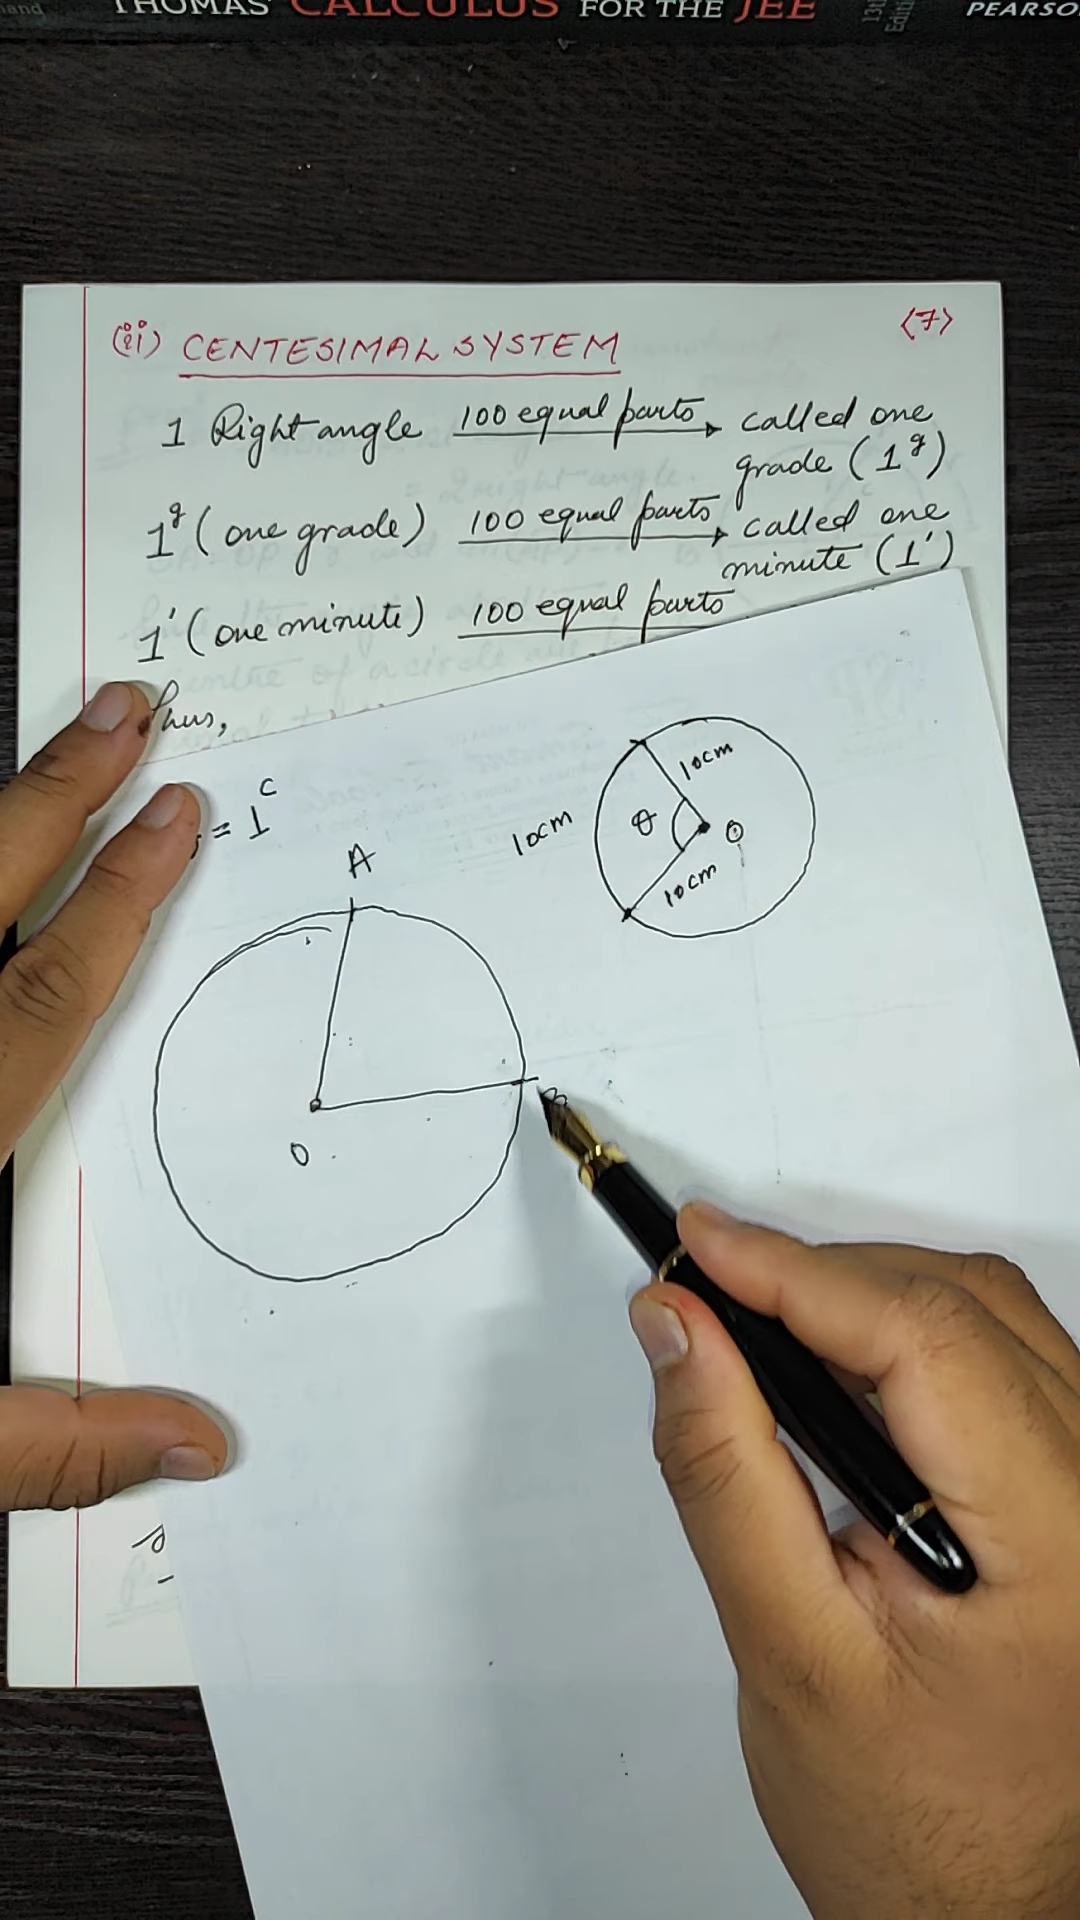 THOMAS' CALCULUS FOR THE JEE
13th
PEARSO
(ii) CENTESIMAL SYSTEM
<7>
1 Right angle 100 equal parts called one
grade (1^g)
1^g (one grade) 100 equal parts called one
minute (1')
1' (one minute) 100 equal parts
Thus,
= 1^c
A
O
B
10cm
10cm
θ
O
10cm